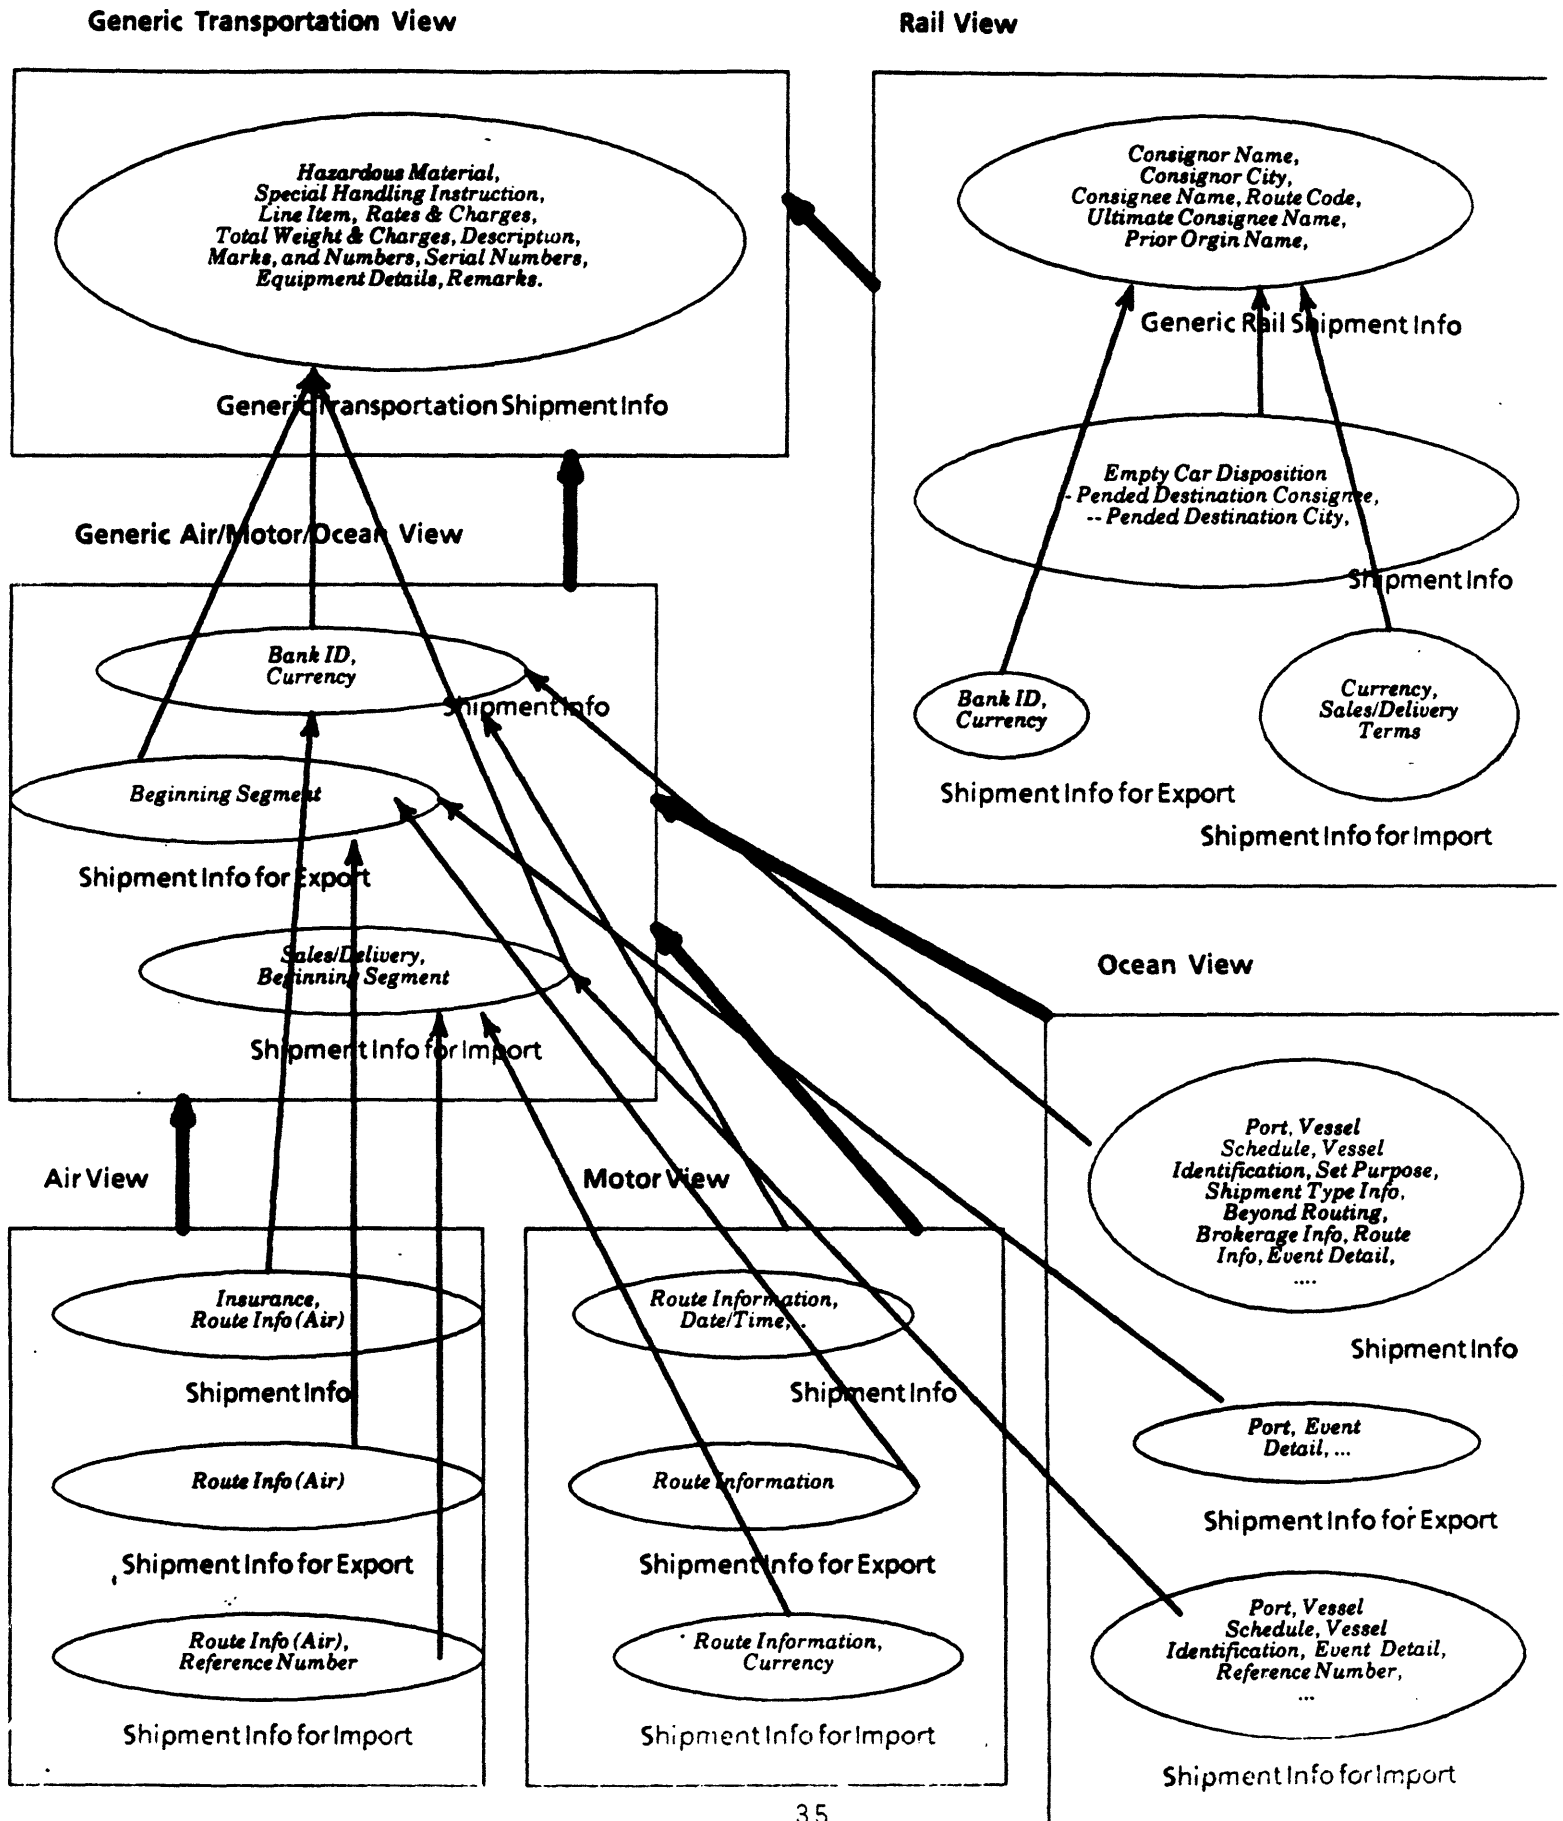 Generic Transportation View
Hazardous Material,
Special Handling Instruction,
Line Item, Rates & Charges,
Total Weight & Charges, Description,
Marks, and Numbers, Serial Numbers,
Equipment Details, Remarks.
Generic Transportation Shipment Info
Rail View
Consignor Name,
Consignor City,
Consignee Name, Route Code,
Ultimate Consignee Name,
Prior Orgin Name,
Generic Rail Shipment Info
Empty Car Disposition
- Pended Destination Consignee,
-- Pended Destination City,
Shipment Info
Bank ID,
Currency
Shipment Info for Export
Currency,
Sales/Delivery
Terms
Shipment Info for Import
Generic Air/Motor/Ocean View
Bank ID,
Currency
Shipment Info
Beginning Segment
Shipment Info for Export
Sales/Delivery,
Beginning Segment
Shipment Info for Import
Air View
Insurance,
Route Info (Air)
Shipment Info
Route Info (Air)
Shipment Info for Export
Route Info (Air),
Reference Number
Shipment Info for Import
Motor View
Route Information,
Date/Time,..
Shipment Info
Route Information
Shipment Info for Export
Route Information,
Currency
Shipment Info for Import
Ocean View
Port, Vessel
Schedule, Vessel
Identification, Set Purpose,
Shipment Type Info,
Beyond Routing,
Brokerage Info, Route
Info, Event Detail,
....
Shipment Info
Port, Event
Detail, ...
Shipment Info for Export
Port, Vessel
Schedule, Vessel
Identification, Event Detail,
Reference Number,
...
Shipment Info for Import
35